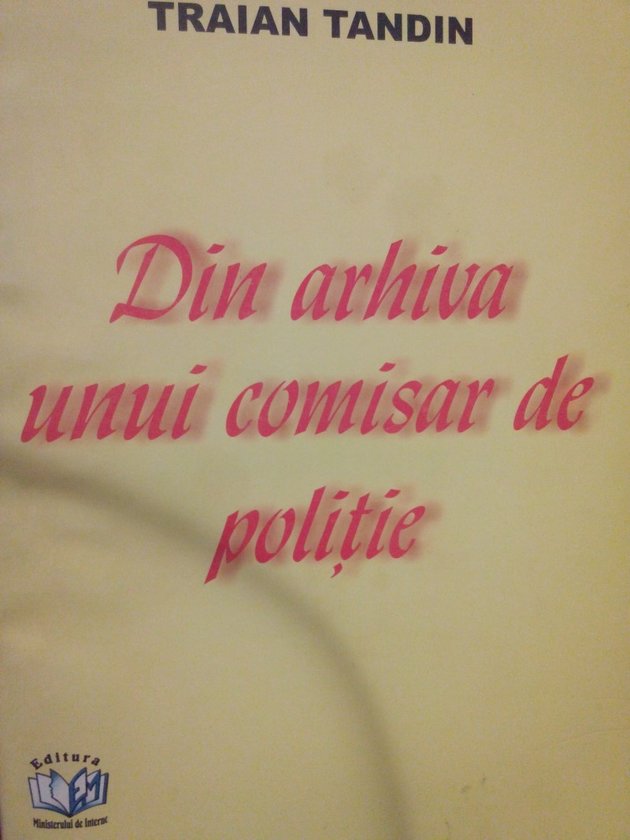 TRAIAN TANDIN
Din arhiva
unui comisar de
poliție
Editura
Ministerului de Interne